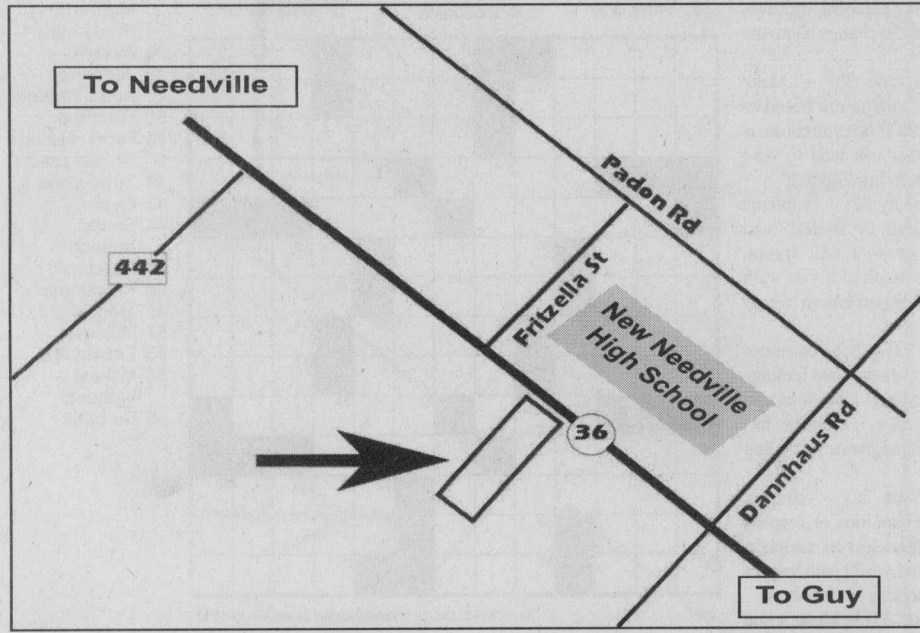 To Needville
Padon Rd
442
Fritzella St
New Needville
High School
36
Dannhaus Rd
To Guy